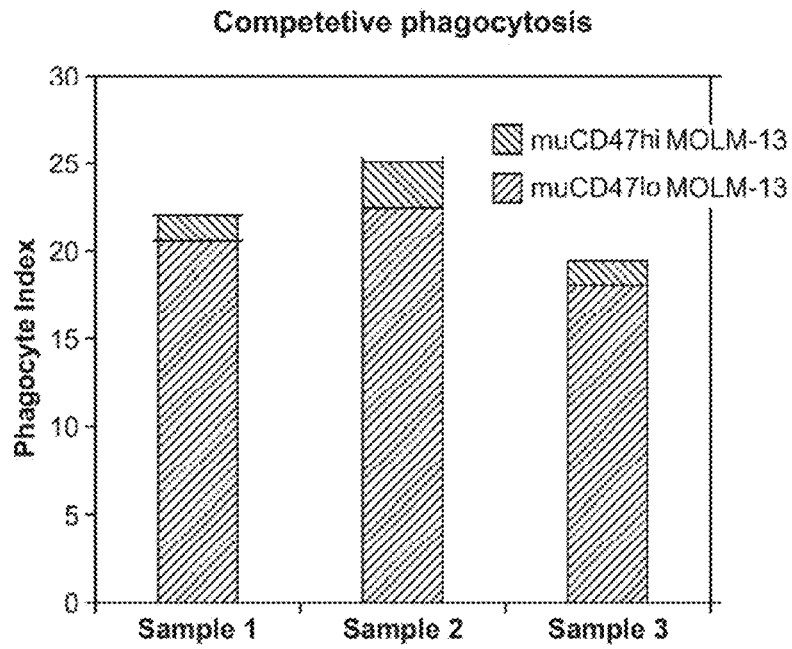 Competetive phagocytosis
30
25
20
15
10
5
0
Phagocyte Index
muCD47hi MOLM-13
muCD47lo MOLM-13
Sample 1
Sample 2
Sample 3